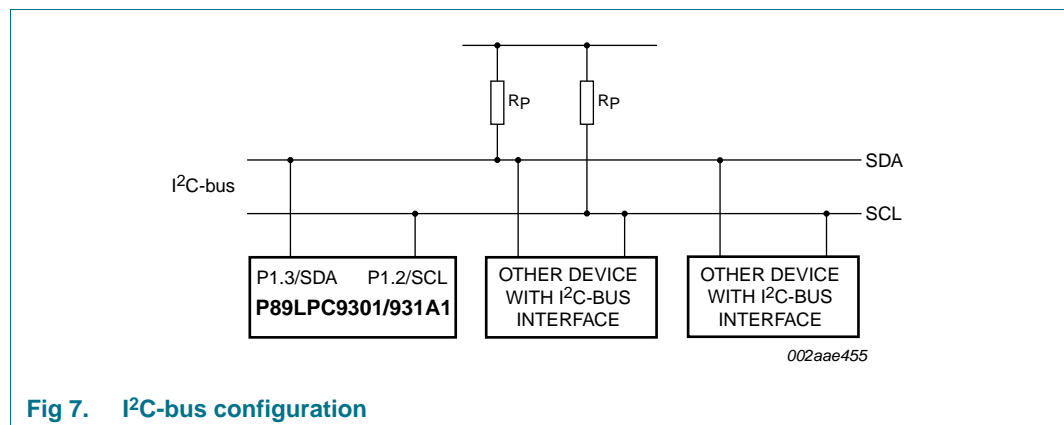 RP RP
SDA
I²C-bus
SCL
P1.3/SDA P1.2/SCL
P89LPC9301/931A1
OTHER DEVICE
WITH I²C-BUS
INTERFACE
OTHER DEVICE
WITH I²C-BUS
INTERFACE
002aae455
Fig 7. I²C-bus configuration